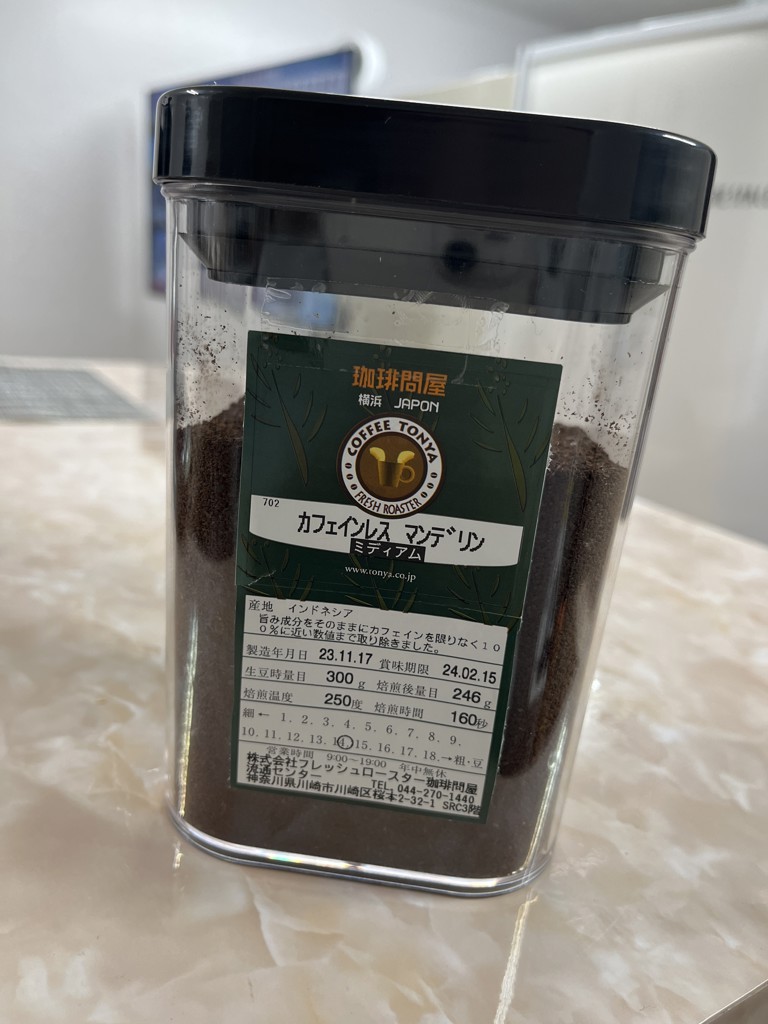 珈琲問屋
横浜 JAPON
COFFEE TONYA
FRESH ROASTER
702
カフェインレス マンデリン
ミディアム
www.tonya.co.jp
産地 インドネシア
旨み成分をそのままにカフェインを限りなく10
0%に近い数値まで取り除きました。
製造年月日 23.11.17 賞味期限 24.02.15
生豆時量目 300g 焙煎後量目 246g
焙煎温度 250度 焙煎時間 160秒
細← 1. 2. 3. 4. 5. 6. 7. 8. 9.
10. 11. 12. 13. 14. 15. 16. 17. 18.→粗・豆
営業時間 9:00〜19:00 年中無休
株式会社フレッシュロースター珈琲問屋
流通センター TEL 044-270-1440
神奈川県川崎市川崎区桜本2-32-1 SRC3階